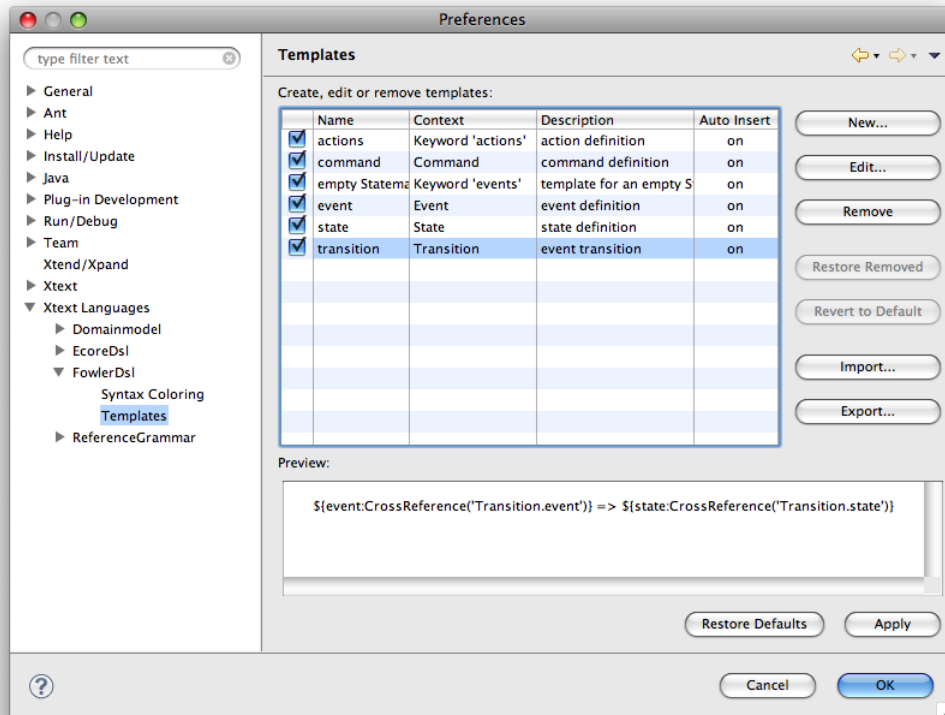 Preferences
type filter text
General
Ant
Help
Install/Update
Java
Plug-in Development
Run/Debug
Team
Xtend/Xpand
Xtext
Xtext Languages
Domainmodel
EcoreDsl
FowlerDsl
Syntax Coloring
Templates
ReferenceGrammar
Templates
Create, edit or remove templates:
Name Context Description Auto Insert
actions Keyword 'actions' action definition on
command Command command definition on
empty Statema Keyword 'events' template for an empty S on
event Event event definition on
state State state definition on
transition Transition event transition on
New...
Edit...
Remove
Restore Removed
Revert to Default
Import...
Export...
Preview:
${event:CrossReference('Transition.event')} => ${state:CrossReference('Transition.state')}
Restore Defaults Apply
? Cancel OK